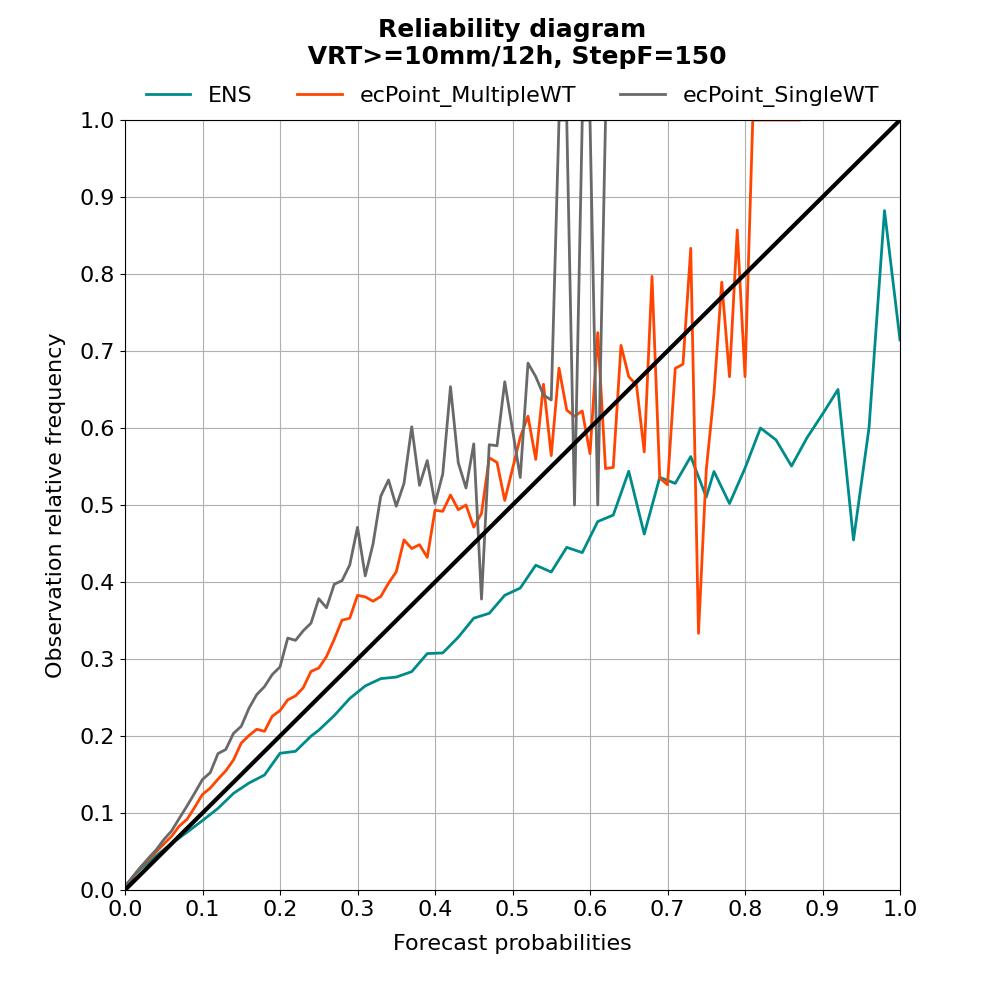 Reliability diagram
VRT>=10mm/12h, StepF=150
ENS ecPoint_MultipleWT ecPoint_SingleWT
1.0
0.9
0.8
0.7
0.6
0.5
0.4
0.3
0.2
0.1
0.0
Observation relative frequency
0.0 0.1 0.2 0.3 0.4 0.5 0.6 0.7 0.8 0.9 1.0
Forecast probabilities